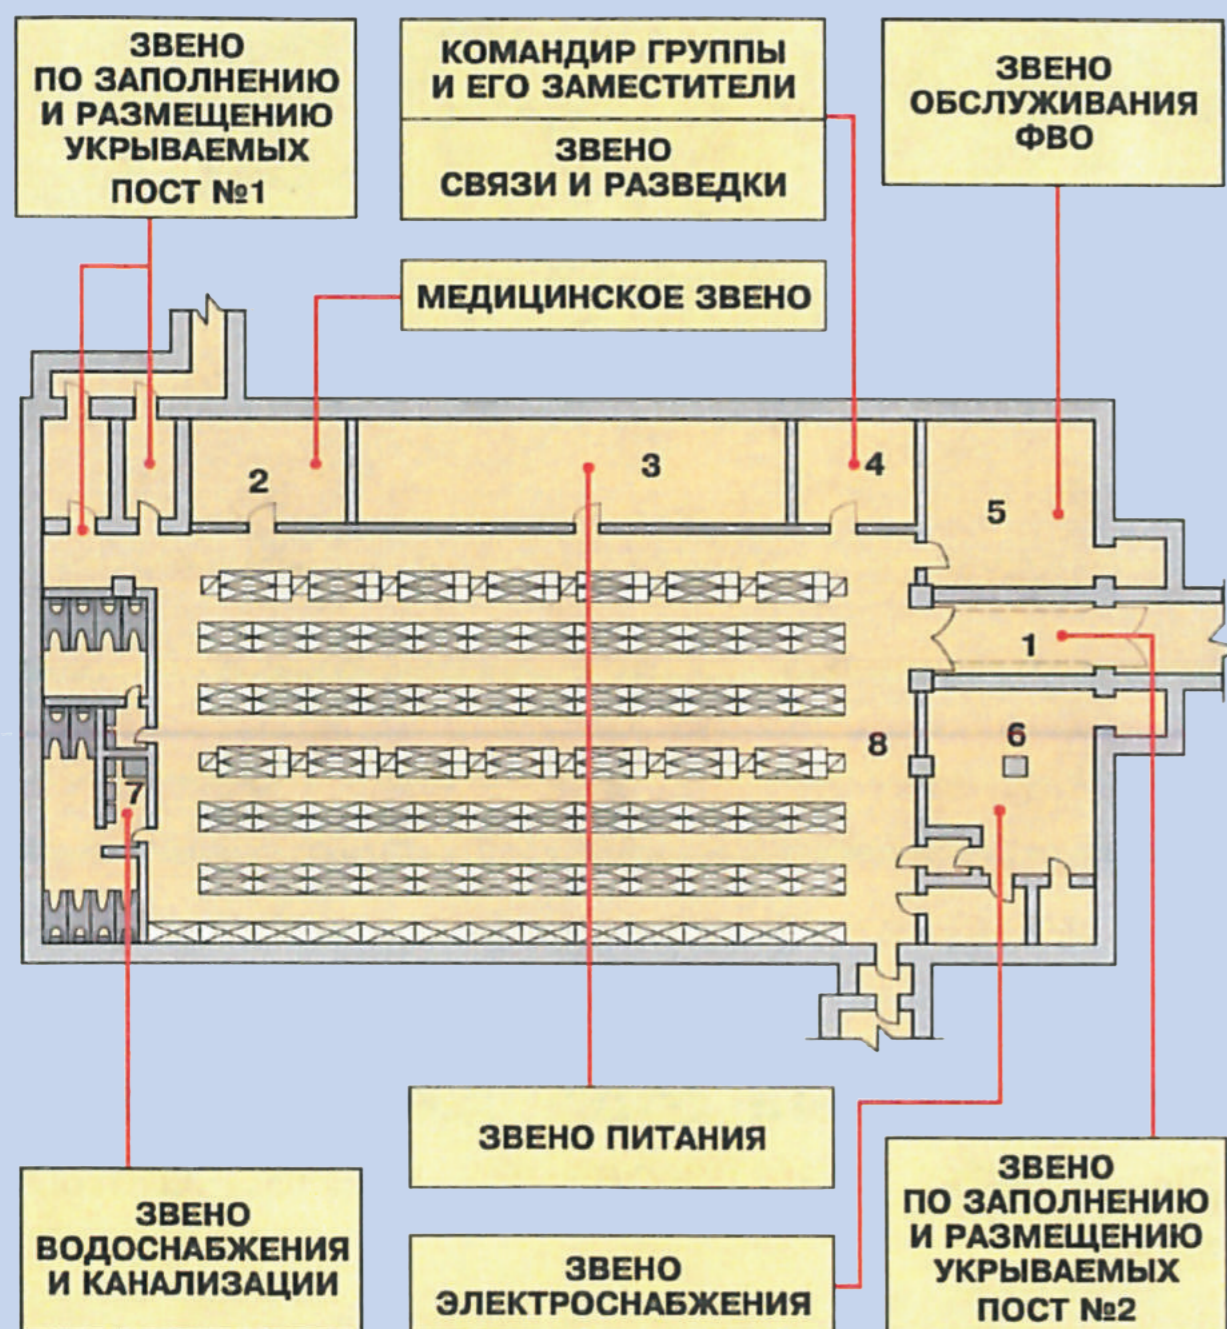 ЗВЕНО
ПО ЗАПОЛНЕНИЮ
И РАЗМЕЩЕНИЮ
УКРЫВАЕМЫХ
ПОСТ №1
КОМАНДИР ГРУППЫ
И ЕГО ЗАМЕСТИТЕЛИ
ЗВЕНО
СВЯЗИ И РАЗВЕДКИ
ЗВЕНО
ОБСЛУЖИВАНИЯ
ФВО
МЕДИЦИНСКОЕ ЗВЕНО
2
3
4
5
1
6
8
7
ЗВЕНО ПИТАНИЯ
ЗВЕНО
ВОДОСНАБЖЕНИЯ
И КАНАЛИЗАЦИИ
ЗВЕНО
ЭЛЕКТРОСНАБЖЕНИЯ
ЗВЕНО
ПО ЗАПОЛНЕНИЮ
И РАЗМЕЩЕНИЮ
УКРЫВАЕМЫХ
ПОСТ №2